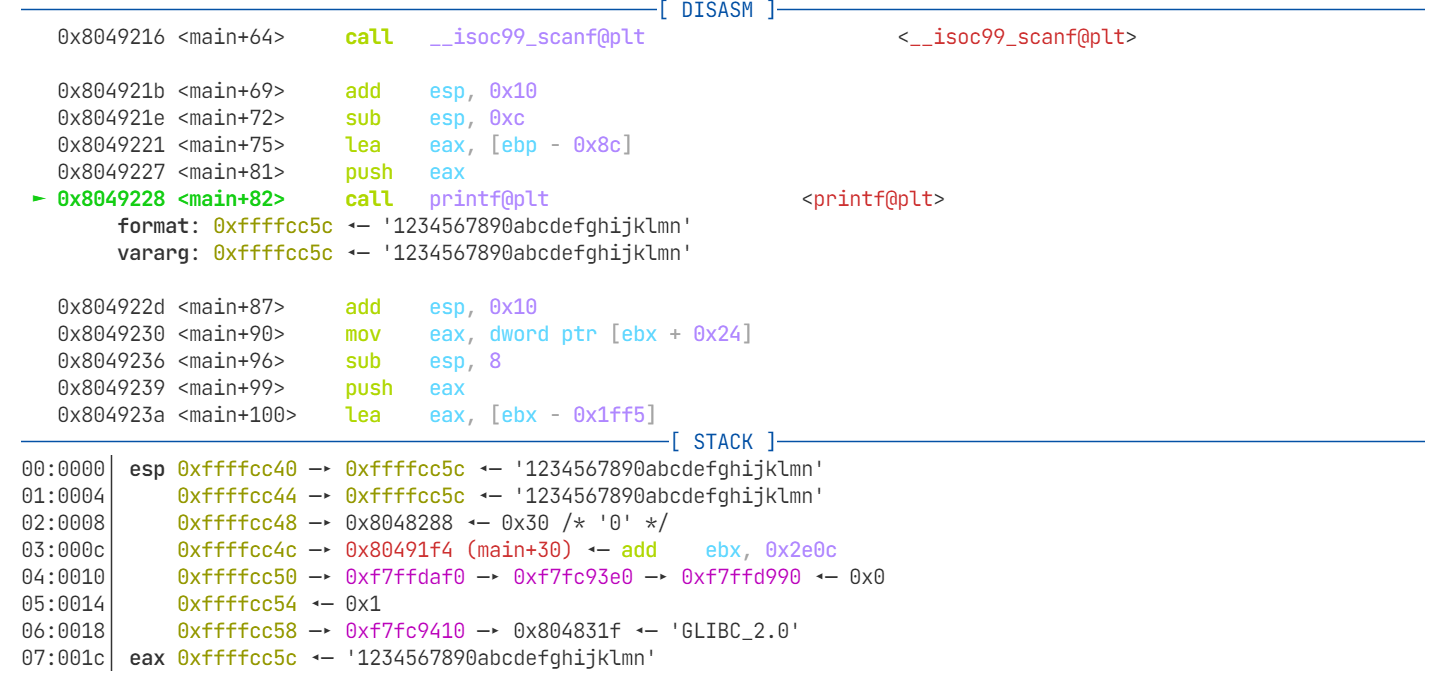 [ DISASM ]
0x8049216 <main+64> call __isoc99_scanf@plt <__isoc99_scanf@plt>
0x804921b <main+69> add esp, 0x10
0x804921e <main+72> sub esp, 0xc
0x8049221 <main+75> lea eax, [ebp - 0x8c]
0x8049227 <main+81> push eax
► 0x8049228 <main+82> call printf@plt <printf@plt>
format: 0xffffcc5c ◂— '1234567890abcdefghijklmn'
vararg: 0xffffcc5c ◂— '1234567890abcdefghijklmn'
0x804922d <main+87> add esp, 0x10
0x8049230 <main+90> mov eax, dword ptr [ebx + 0x24]
0x8049236 <main+96> sub esp, 8
0x8049239 <main+99> push eax
0x804923a <main+100> lea eax, [ebx - 0x1ff5]
[ STACK ]
00:0000│ esp 0xffffcc40 —▸ 0xffffcc5c ◂— '1234567890abcdefghijklmn'
01:0004│ 0xffffcc44 —▸ 0xffffcc5c ◂— '1234567890abcdefghijklmn'
02:0008│ 0xffffcc48 —▸ 0x8048288 ◂— 0x30 /* '0' */
03:000c│ 0xffffcc4c —▸ 0x80491f4 (main+30) ◂— add ebx, 0x2e0c
04:0010│ 0xffffcc50 —▸ 0xf7ffdaf0 —▸ 0xf7fc93e0 —▸ 0xf7ffd990 ◂— 0x0
05:0014│ 0xffffcc54 ◂— 0x1
06:0018│ 0xffffcc58 —▸ 0xf7fc9410 —▸ 0x804831f ◂— 'GLIBC_2.0'
07:001c│ eax 0xffffcc5c ◂— '1234567890abcdefghijklmn'